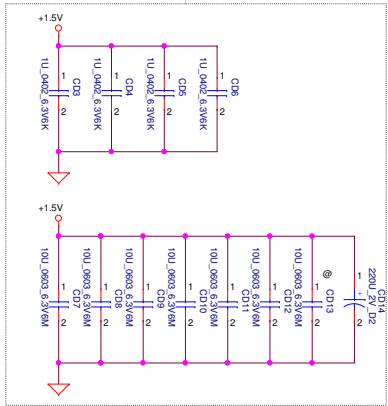 +1.5V
1U_0402_6.3V6K
1
2
CD3
1U_0402_6.3V6K
1
2
CD4
1U_0402_6.3V6K
1
2
CD5
1U_0402_6.3V6K
1
2
CD6
+1.5V
10U_0603_6.3V6M
1
2
CD7
10U_0603_6.3V6M
1
2
CD8
10U_0603_6.3V6M
1
2
CD9
10U_0603_6.3V6M
1
2
CD10
10U_0603_6.3V6M
1
2
CD11
10U_0603_6.3V6M
1
2
CD12
10U_0603_6.3V6M
@
1
2
CD13
220U_2V_D2
1
+
2
CD14